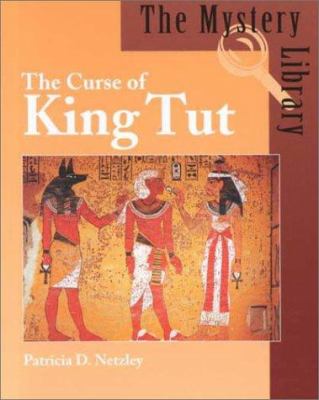 The Mystery
Library
The Curse of
King Tut
Patricia D. Netzley